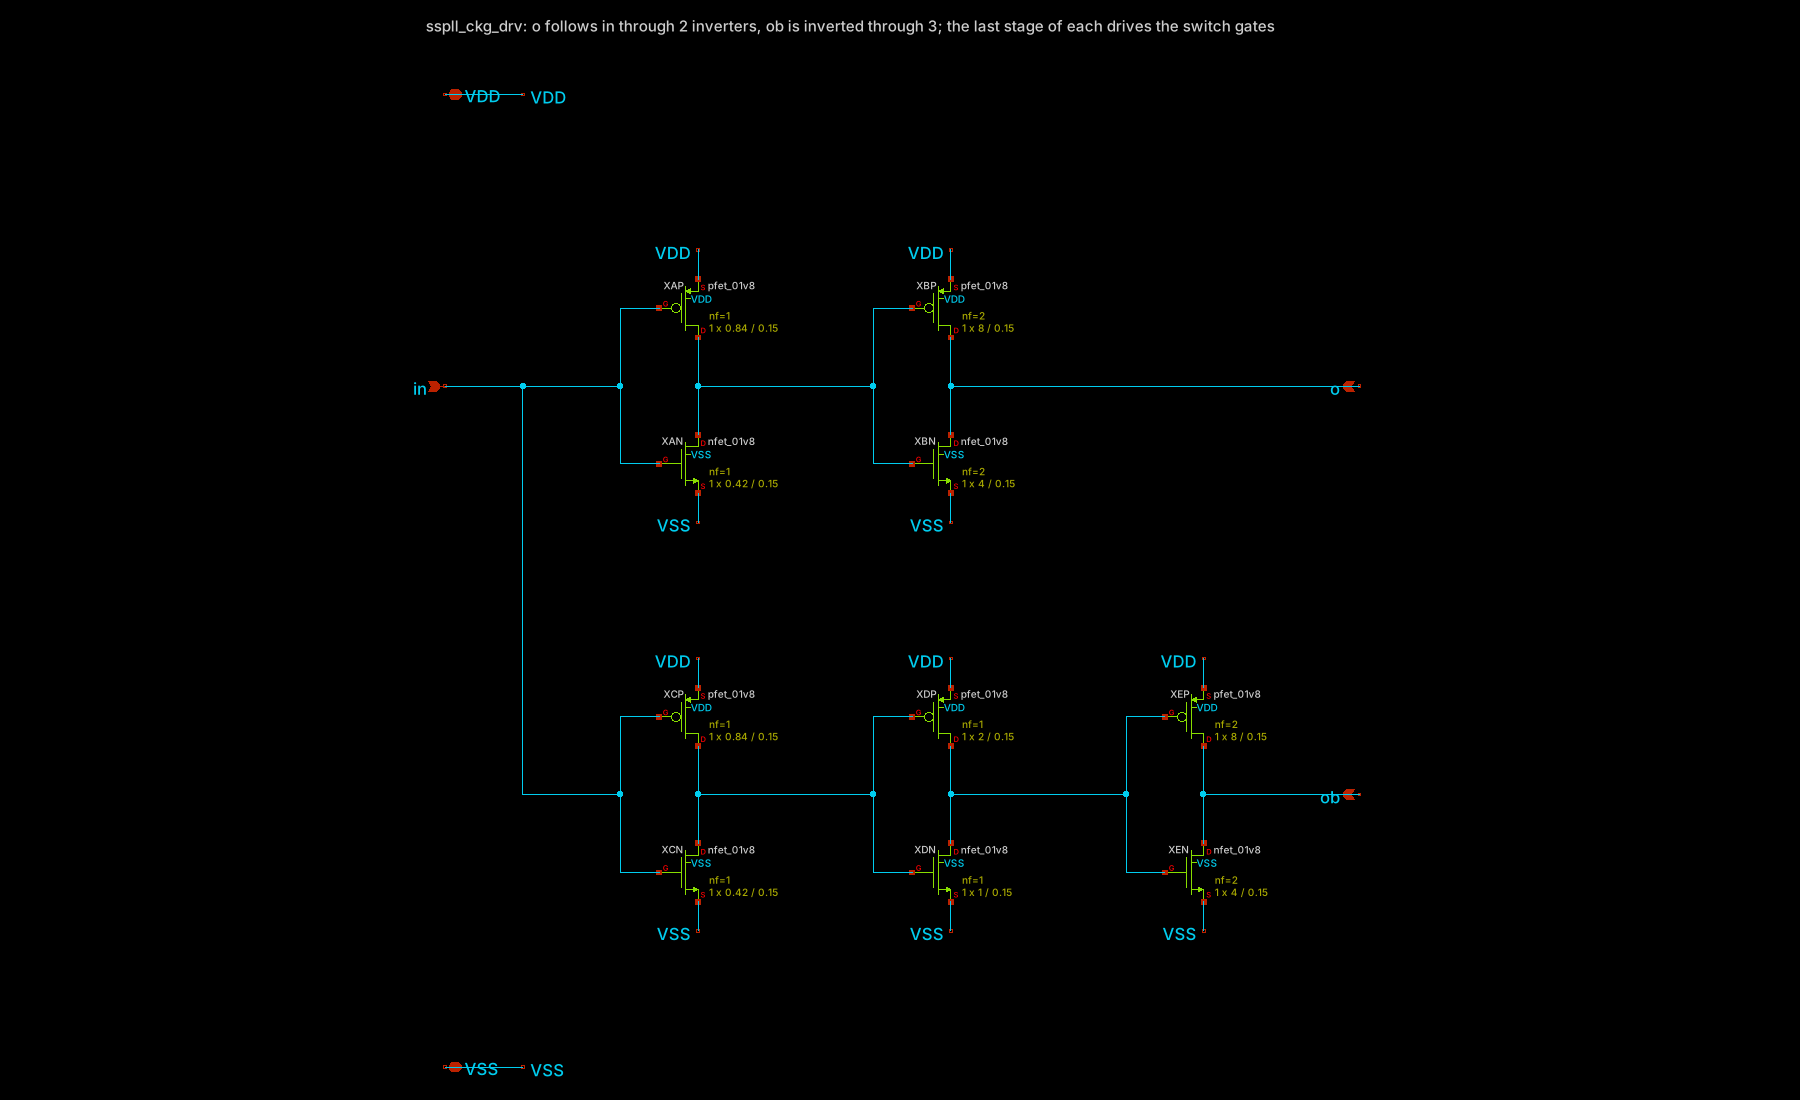 sspll_ckg_drv: o follows in through 2 inverters, ob is inverted through 3; the last stage of each drives the switch gates
VDD VDD
VDD VDD
XAP S pfet_01v8 XBP S pfet_01v8
VDD VDD
G nf=1 G nf=2
D 1 x 0.84 / 0.15 D 1 x 8 / 0.15
in o
XAN D nfet_01v8 XBN D nfet_01v8
VSS VSS
G nf=1 G nf=2
S 1 x 0.42 / 0.15 S 1 x 4 / 0.15
VSS VSS
VDD VDD VDD
XCP S pfet_01v8 XDP S pfet_01v8 XEP S pfet_01v8
VDD VDD VDD
G nf=1 G nf=1 G nf=2
D 1 x 0.84 / 0.15 D 1 x 2 / 0.15 D 1 x 8 / 0.15
ob
XCN D nfet_01v8 XDN D nfet_01v8 XEN D nfet_01v8
VSS VSS VSS
G nf=1 G nf=1 G nf=2
S 1 x 0.42 / 0.15 S 1 x 1 / 0.15 S 1 x 4 / 0.15
VSS VSS VSS
VSS VSS